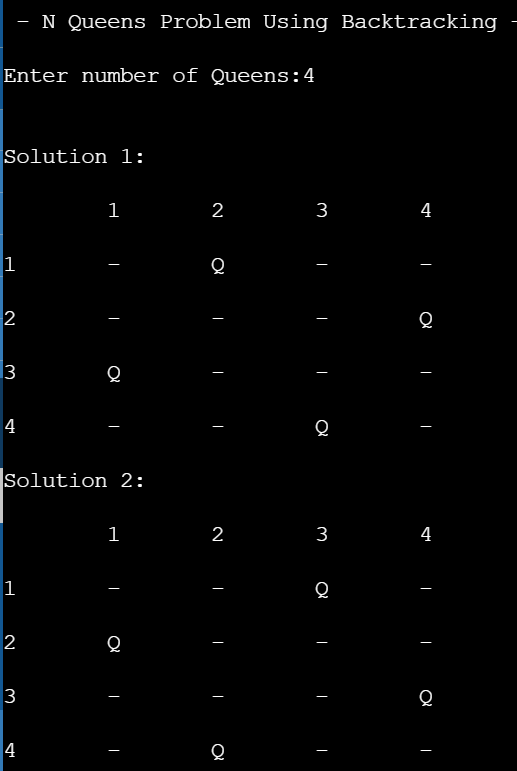 - N Queens Problem Using Backtracking -
Enter number of Queens:4
Solution 1:
1 2 3 4
1 - Q - -
2 - - - Q
3 Q - - -
4 - - Q -
Solution 2:
1 2 3 4
1 - - Q -
2 Q - - -
3 - - - Q
4 - Q - -